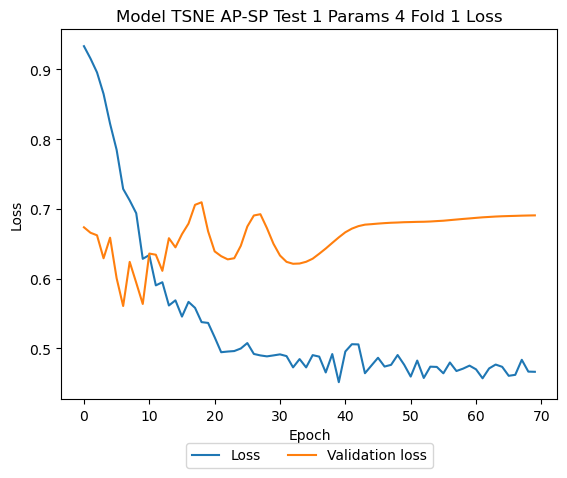 Model TSNE AP-SP Test 1 Params 4 Fold 1 Loss
0.9
0.8
0.7
0.6
0.5
Loss
0 10 20 30 40 50 60 70
Epoch
Loss Validation loss